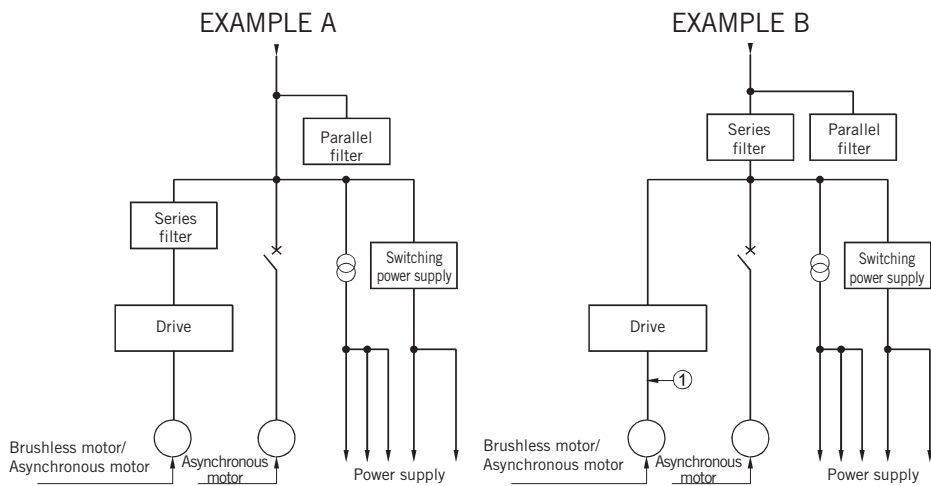 EXAMPLE A
Parallel
filter
Series
filter
Switching
power supply
Drive
Brushless motor/
Asynchronous motor
Asynchronous
motor
Power supply
EXAMPLE B
Series
filter
Parallel
filter
Switching
power supply
Drive
1
Brushless motor/
Asynchronous motor
Asynchronous
motor
Power supply